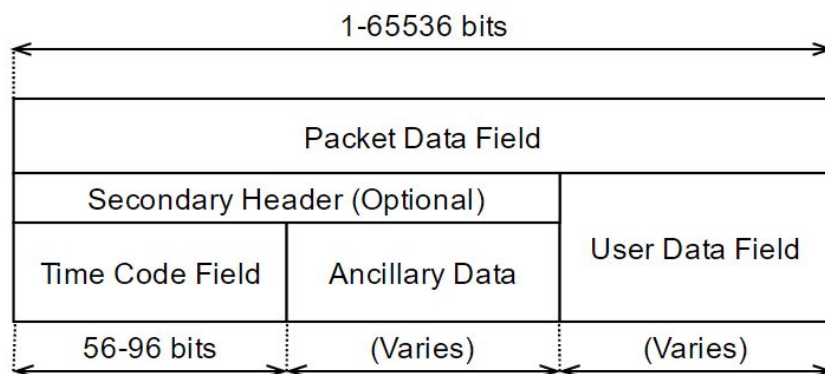 1-65536 bits
Packet Data Field
Secondary Header (Optional)
User Data Field
Time Code Field
Ancillary Data
56-96 bits
(Varies)
(Varies)